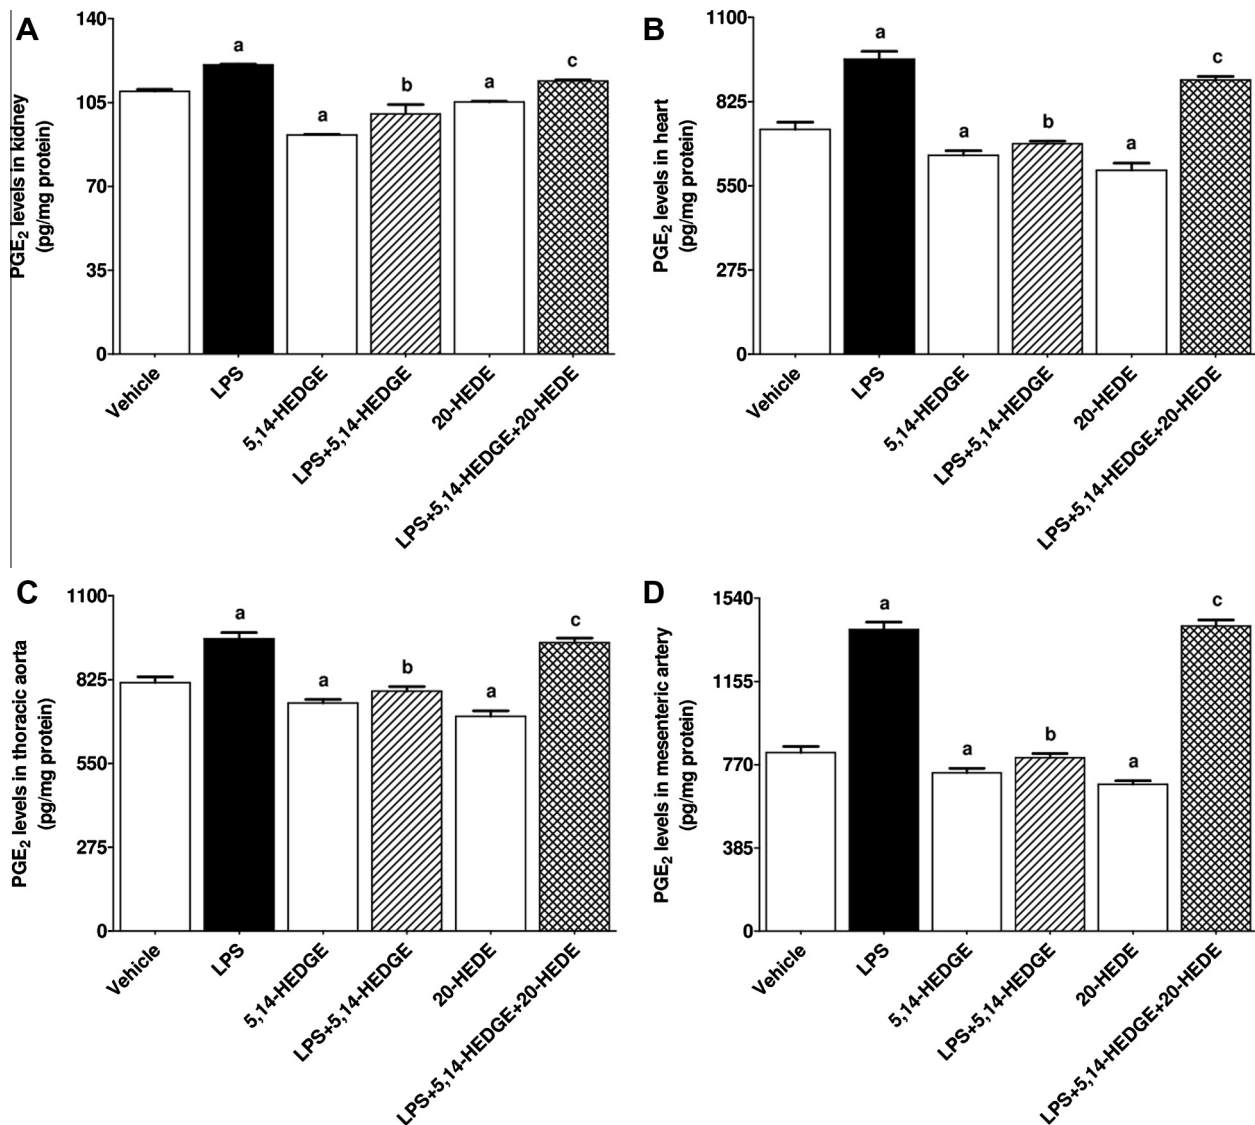 A
PGE2 levels in kidney
(pg/mg protein)
140
105
70
35
0
a
a
b
a
c
Vehicle
LPS
5,14-HEDGE
LPS+5,14-HEDGE
20-HEDE
LPS+5,14-HEDGE+20-HEDE
B
PGE2 levels in heart
(pg/mg protein)
1100
825
550
275
0
a
a
b
a
c
Vehicle
LPS
5,14-HEDGE
LPS+5,14-HEDGE
20-HEDE
LPS+5,14-HEDGE+20-HEDE
C
PGE2 levels in thoracic aorta
(pg/mg protein)
1100
825
550
275
0
a
a
b
a
c
Vehicle
LPS
5,14-HEDGE
LPS+5,14-HEDGE
20-HEDE
LPS+5,14-HEDGE+20-HEDE
D
PGE2 levels in mesenteric artery
(pg/mg protein)
1540
1155
770
385
0
a
a
b
a
c
Vehicle
LPS
5,14-HEDGE
LPS+5,14-HEDGE
20-HEDE
LPS+5,14-HEDGE+20-HEDE